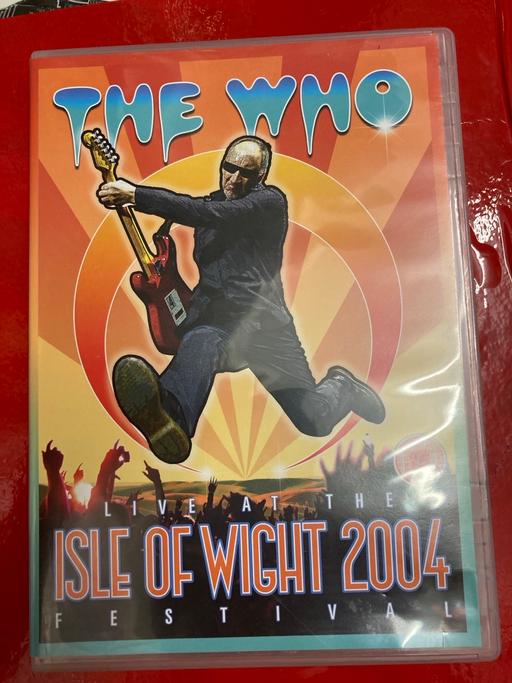 THE WHO
LIVE AT THE
ISLE OF WIGHT 2004
FESTIVAL